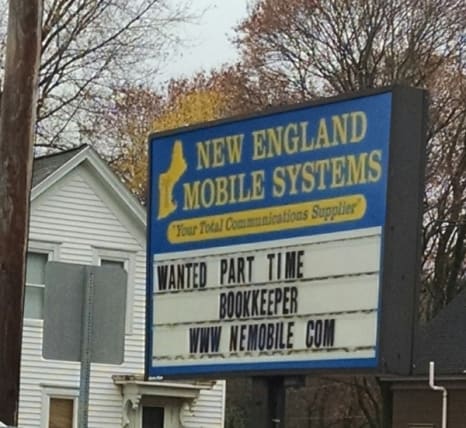 NEW ENGLAND
MOBILE SYSTEMS
"Your Total Communications Supplier"
WANTED PART TIME
BOOKKEEPER
WWW NEMOBILE COM